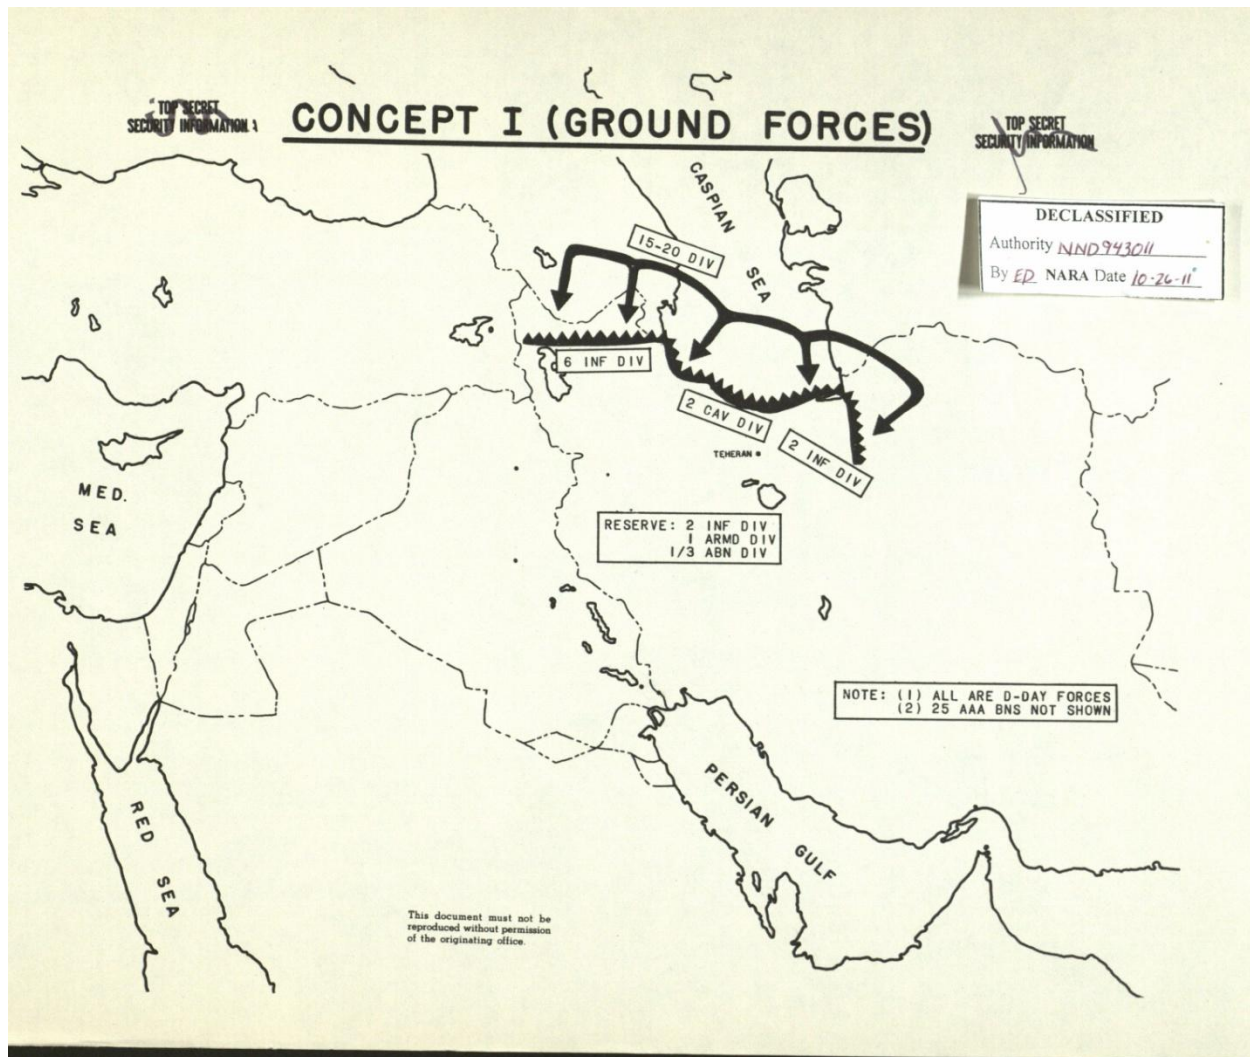 TOP SECRET
SECURITY INFORMATION
CONCEPT I (GROUND FORCES)
TOP SECRET
SECURITY INFORMATION
DECLASSIFIED
Authority NND943011
By ED NARA Date 10-26-11
CASPIAN
SEA
15-20 DIV
6 INF DIV
2 CAV DIV
2 INF DIV
TEHERAN
MED.
SEA
RESERVE: 2 INF DIV
1 ARMD DIV
1/3 ABN DIV
NOTE: (1) ALL ARE D-DAY FORCES
(2) 25 AAA BNS NOT SHOWN
PERSIAN
GULF
RED
SEA
This document must not be
reproduced without permission
of the originating office.